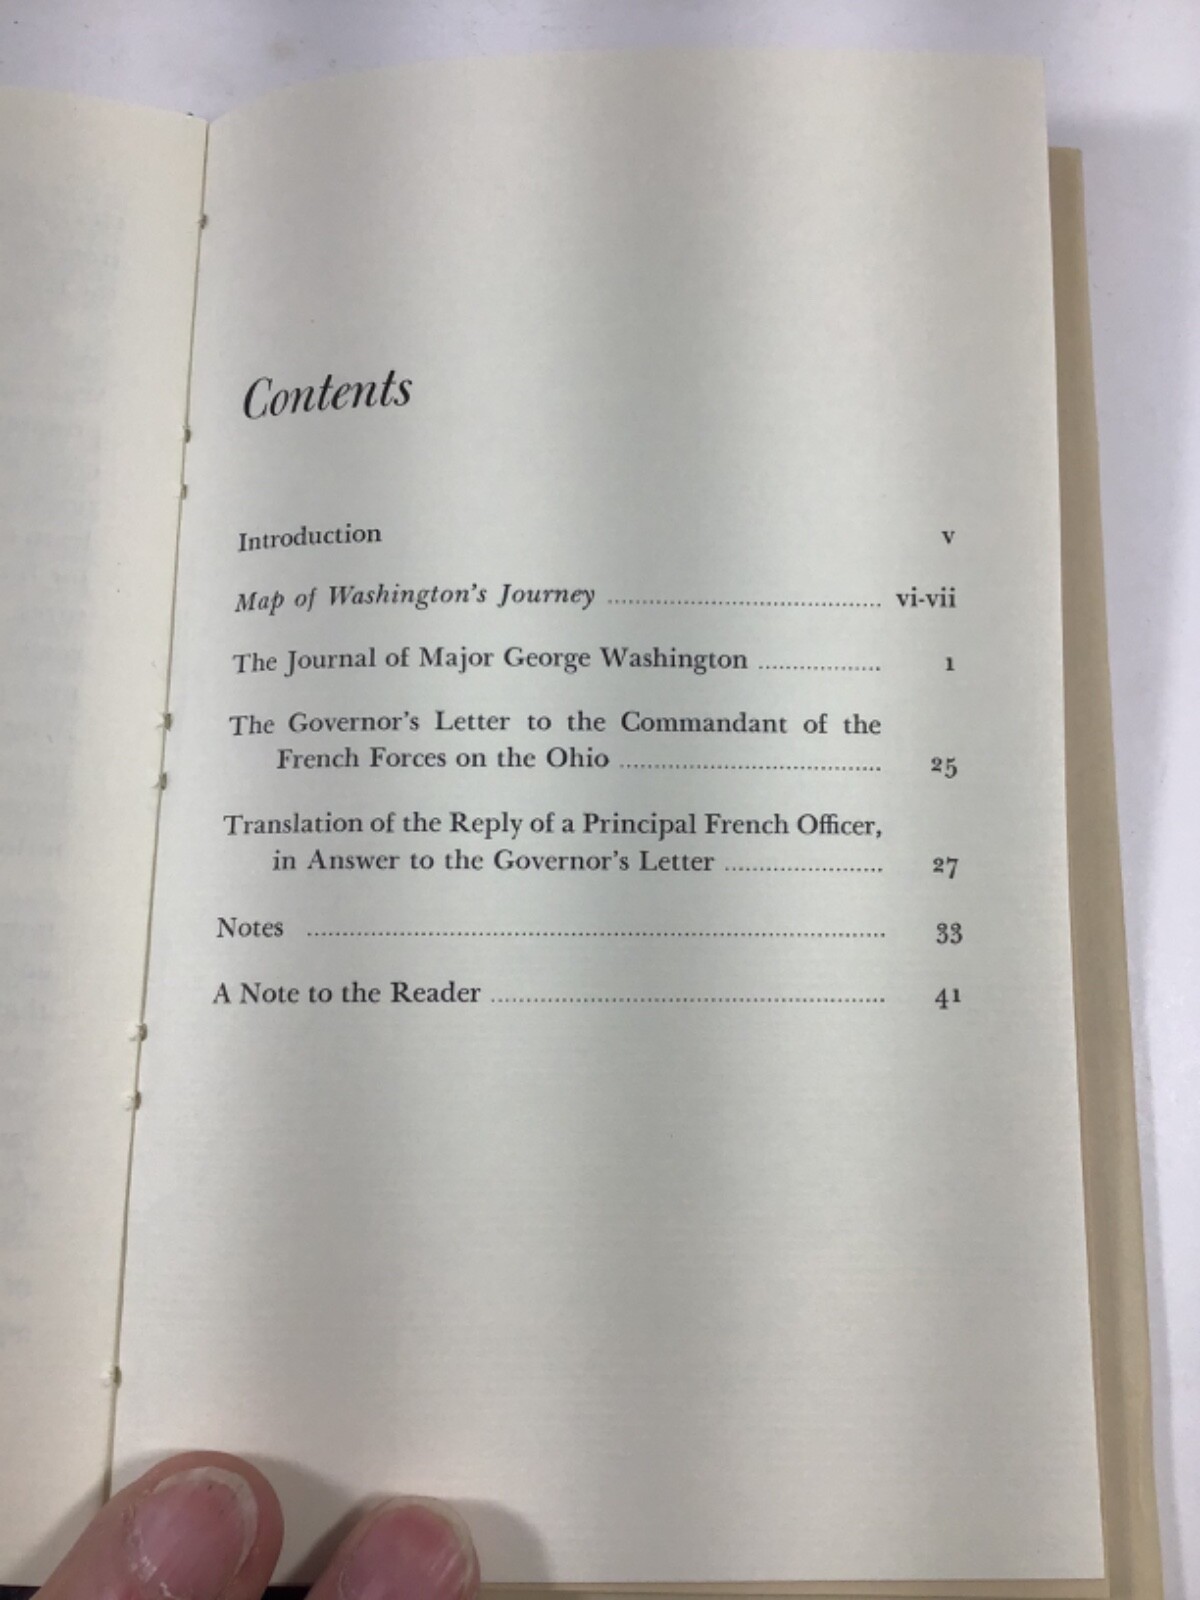 Contents
Introduction v
Map of Washington's Journey ........................................ vi-vii
The Journal of Major George Washington .................. 1
The Governor's Letter to the Commandant of the
French Forces on the Ohio ...................................... 25
Translation of the Reply of a Principal French Officer,
in Answer to the Governor's Letter ....................... 27
Notes .................................................................................... 33
A Note to the Reader ......................................................... 41